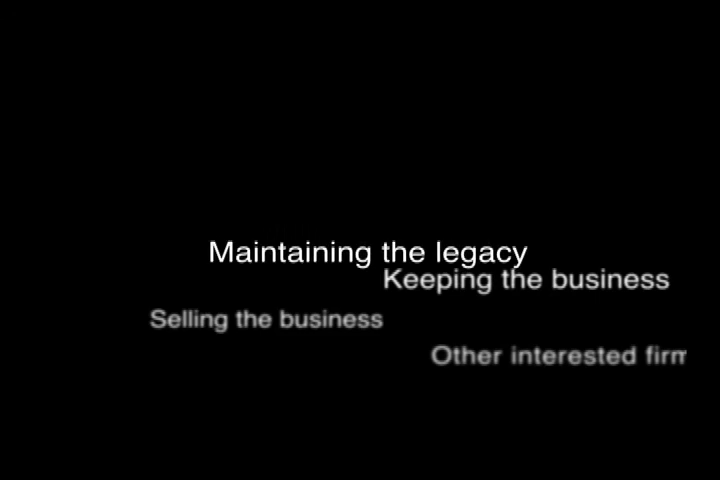 Maintaining the legacy
Keeping the business
Selling the business
Other interested